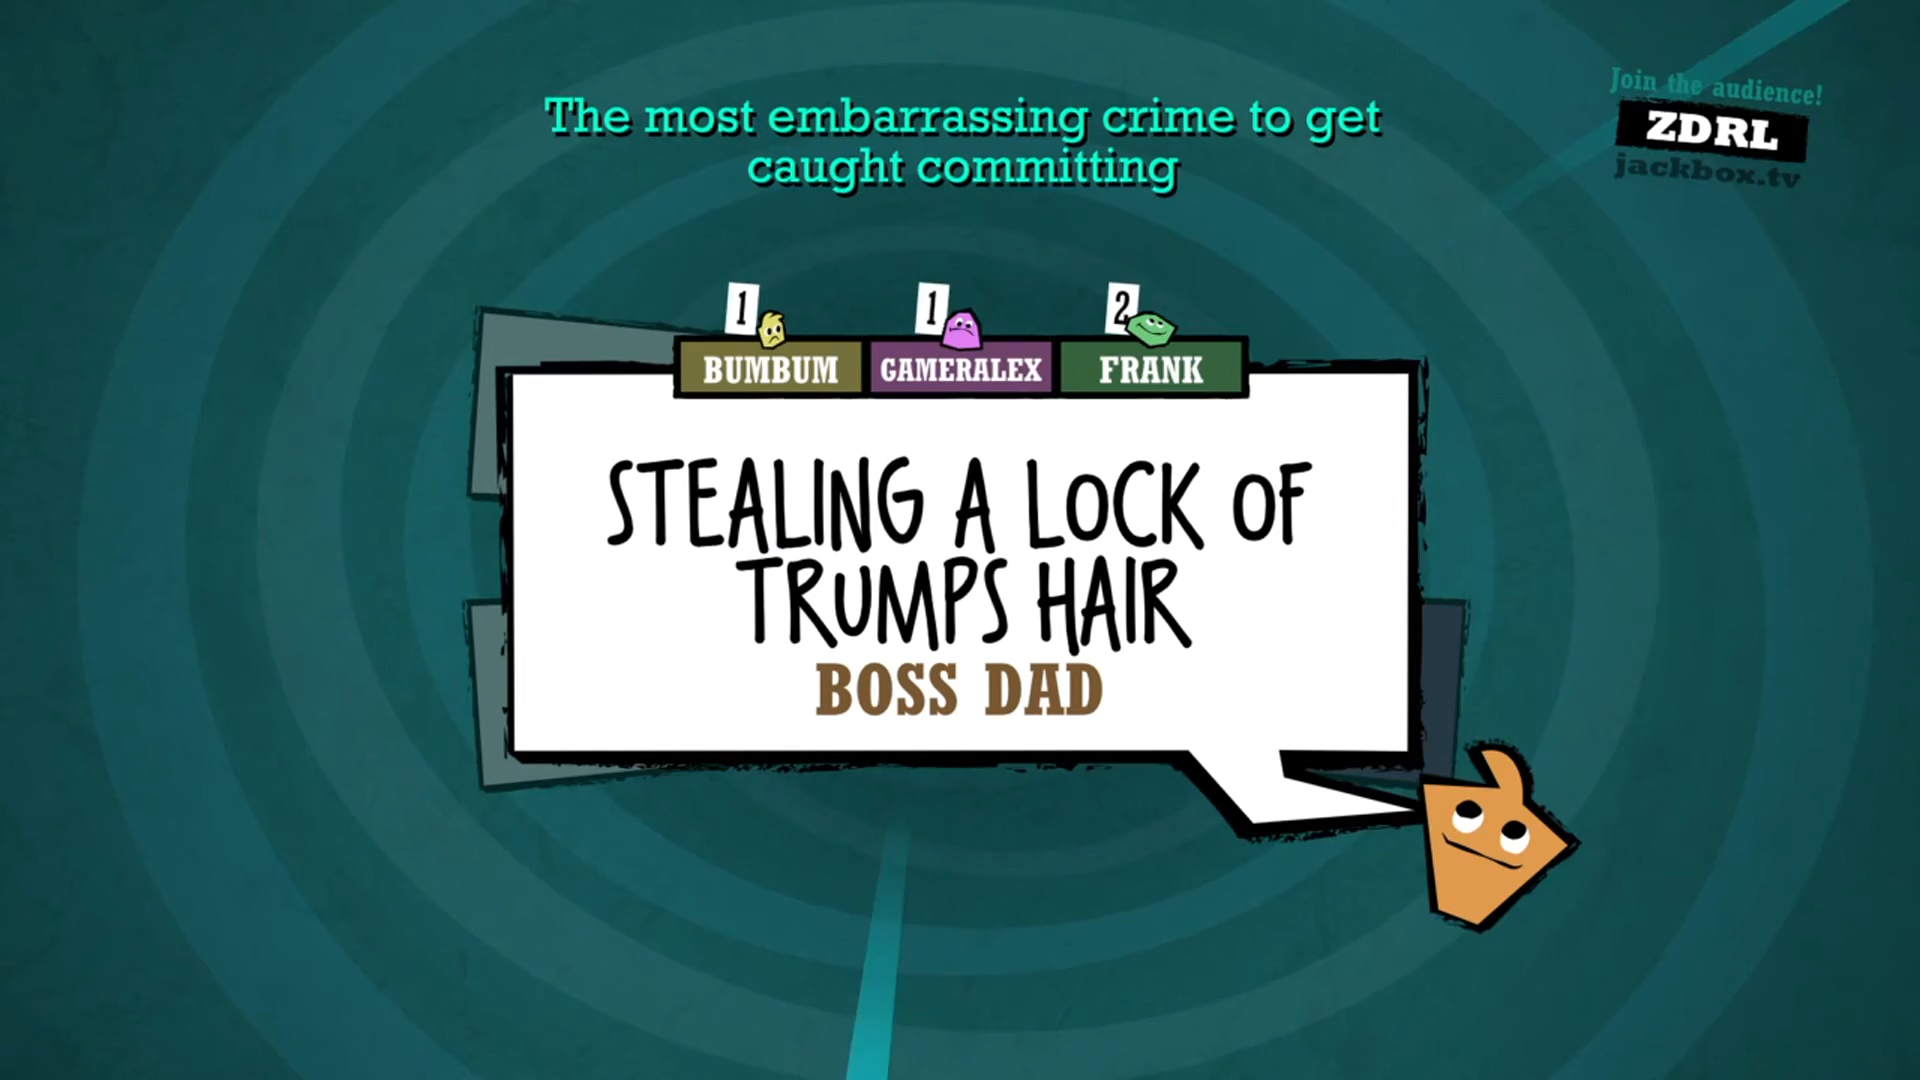 The most embarrassing crime to get
caught committing
Join the audience!
ZDRL
jackbox.tv
1
1
2
BUMBUM
GAMERALEX
FRANK
STEALING A LOCK OF
TRUMPS HAIR
BOSS DAD